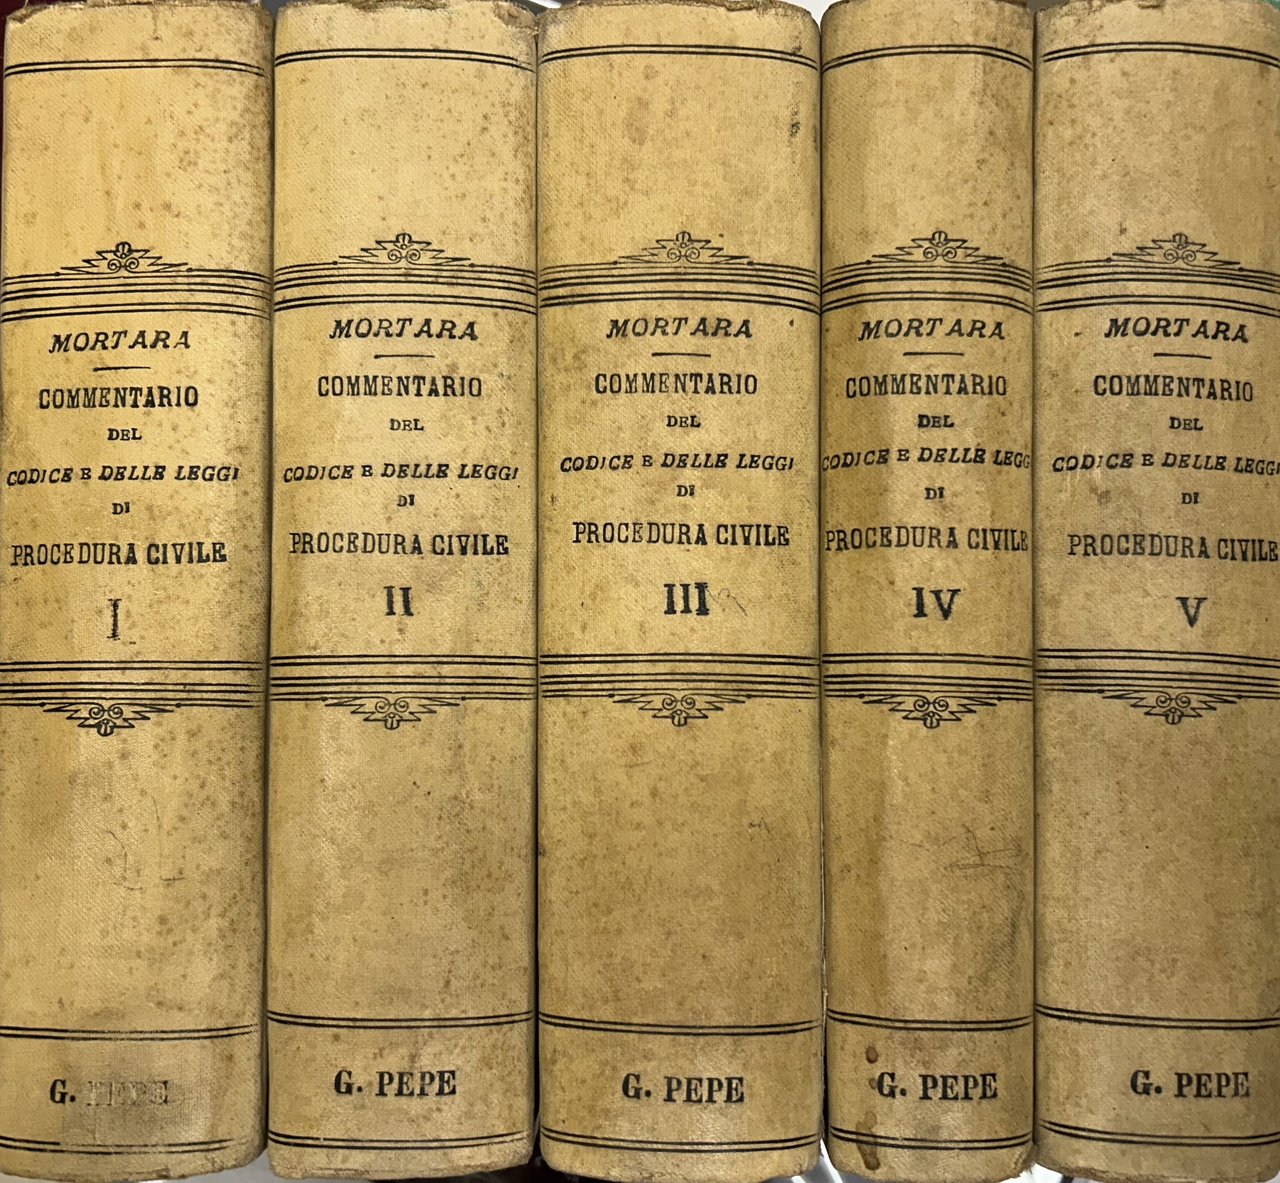 MORTARA
COMMENTARIO
DEL
CODICE E DELLE LEGGI
DI
PROCEDURA CIVILE
I
G. PEPE
MORTARA
COMMENTARIO
DEL
CODICE E DELLE LEGGI
DI
PROCEDURA CIVILE
II
G. PEPE
MORTARA
COMMENTARIO
DEL
CODICE E DELLE LEGGI
DI
PROCEDURA CIVILE
III
G. PEPE
MORTARA
COMMENTARIO
DEL
CODICE E DELLE LEGG
DI
PROCEDURA CIVILE
IV
G. PEPE
MORTARA
COMMENTARIO
DEL
CODICE E DELLE LEGGI
DI
PROCEDURA CIVILE
V
G. PEPE